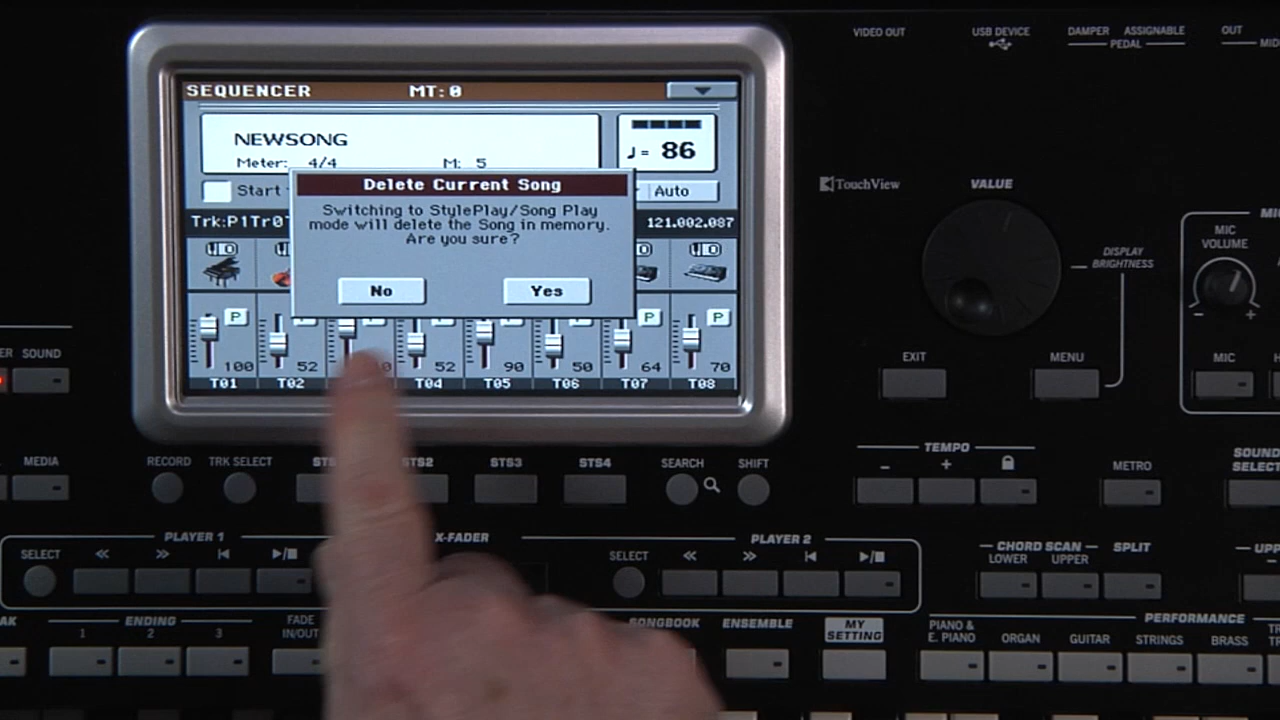 VIDEO OUT
USB DEVICE
DAMPER ASSIGNABLE
PEDAL
OUT
SEQUENCER MT:0
NEWSONG
Meter: 4/4 M: 5
♩= 86
Start
Auto
Delete Current Song
Switching to StylePlay/Song Play
mode will delete the Song in memory.
Are you sure?
No Yes
121.002.087
P P P
100 52 52 90 50 64 70
T01 T02 T04 T05 T06 T07 T08
TouchView
VALUE
DISPLAY
BRIGHTNESS
MIC
VOLUME
- +
EXIT MENU
MIC
SOUND
MEDIA
RECORD TRK SELECT STS2 STS3 STS4 SEARCH SHIFT
TEMPO
- +
METRO
SOUND
SELECT
PLAYER 1
X-FADER
PLAYER 2
SELECT << >> |◀ ▶/■
SELECT << >> |◀ ▶/■
CHORD SCAN SPLIT
LOWER UPPER
ENDING
1 2 3
FADE
IN/OUT
SONGBOOK
ENSEMBLE
MY
SETTING
PERFORMANCE
PIANO &
E. PIANO
ORGAN GUITAR STRINGS BRASS